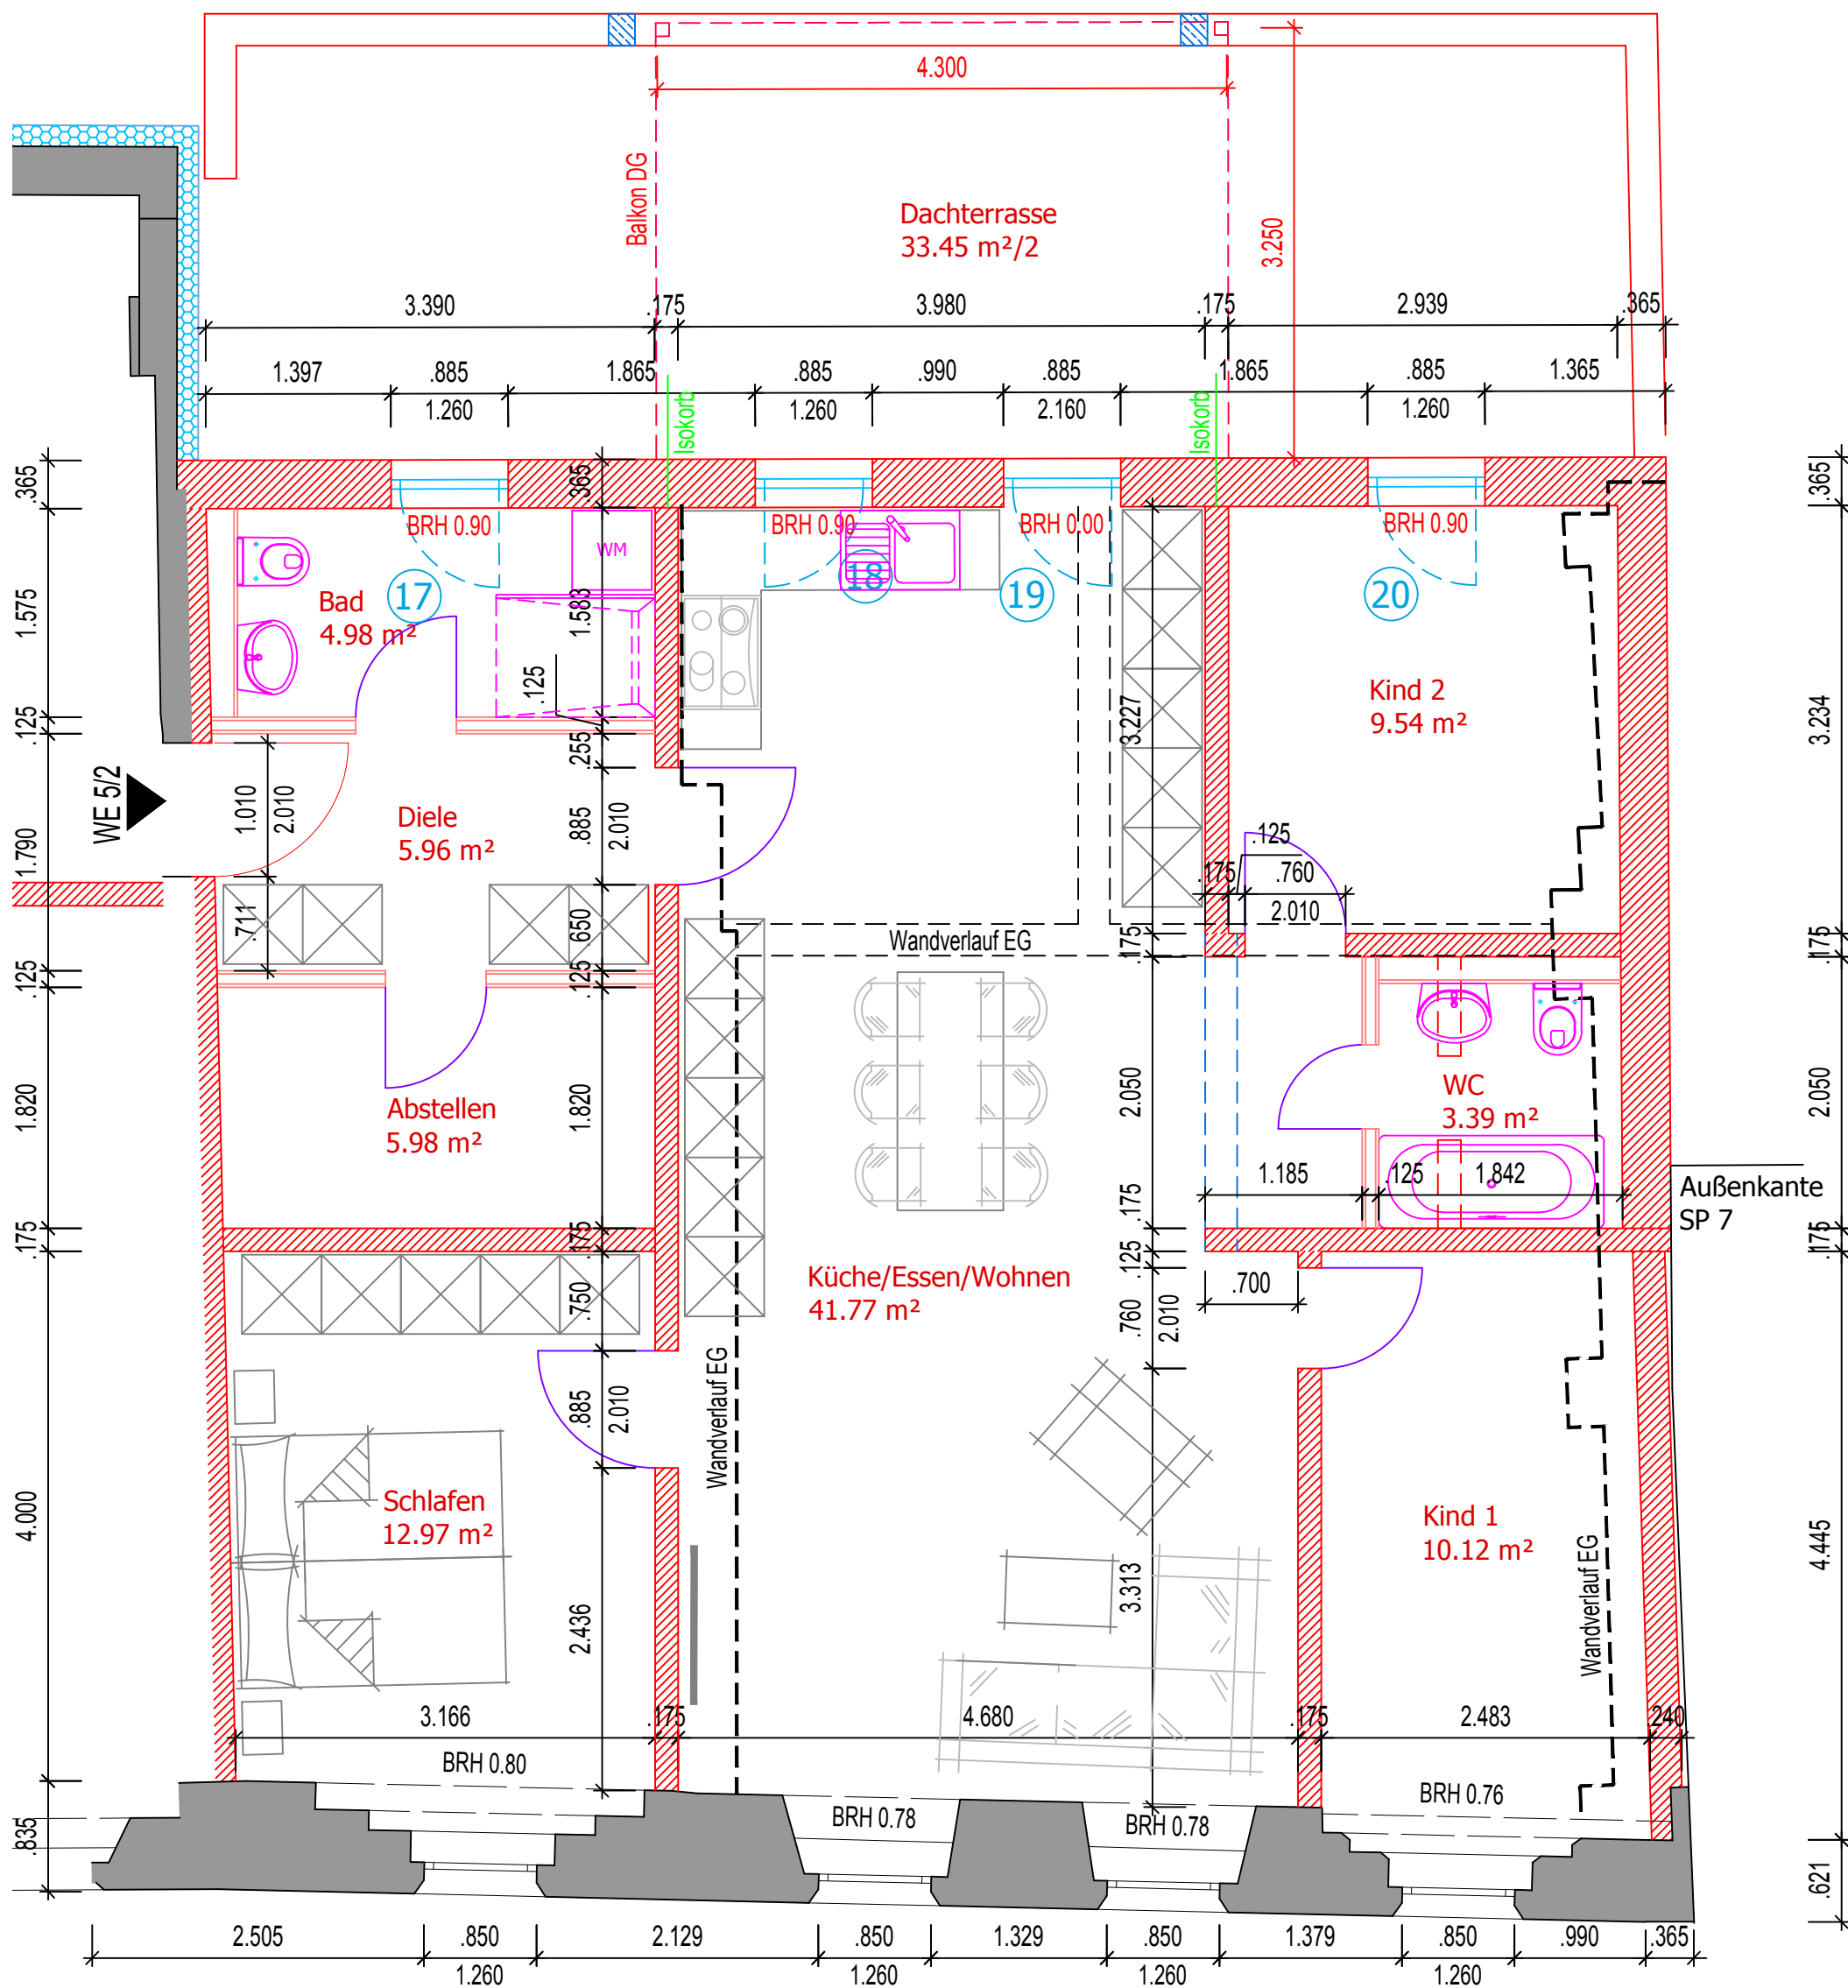 4.300
Balkon DG
Dachterrasse
33.45 m²/2
3.250
3.390
.175
3.980
.175
2.939
.365
1.397
.885
1.865
.885
.990
.885
1.865
.885
1.365
1.260
1.260
2.160
1.260
Isokorb
Isokorb
.365
.365
.365
BRH 0.90
BRH 0.90
BRH 0.00
BRH 0.90
WM
17
18
19
20
Bad
4.98 m²
1.575
1.583
.125
3.227
Kind 2
9.54 m²
3.234
.125
.255
WE 5/2
1.010
2.010
Diele
5.96 m²
.885
2.010
1.790
.125
.175
.760
2.010
.711
.650
Wandverlauf EG
.175
.175
.125
.125
Abstellen
5.98 m²
1.820
1.820
2.050
WC
3.39 m²
2.050
1.185
.125
1.842
Außenkante
SP 7
.175
.175
.175
.175
.125
.700
Küche/Essen/Wohnen
41.77 m²
.750
.760
2.010
Wandverlauf EG
.885
2.010
Schlafen
12.97 m²
4.000
Kind 1
10.12 m²
4.445
Wandverlauf EG
3.313
2.436
3.166
.175
4.680
.175
2.483
.240
BRH 0.80
BRH 0.78
BRH 0.78
BRH 0.76
.835
.621
2.505
.850
2.129
.850
1.329
.850
1.379
.850
.990
.365
1.260
1.260
1.260
1.260